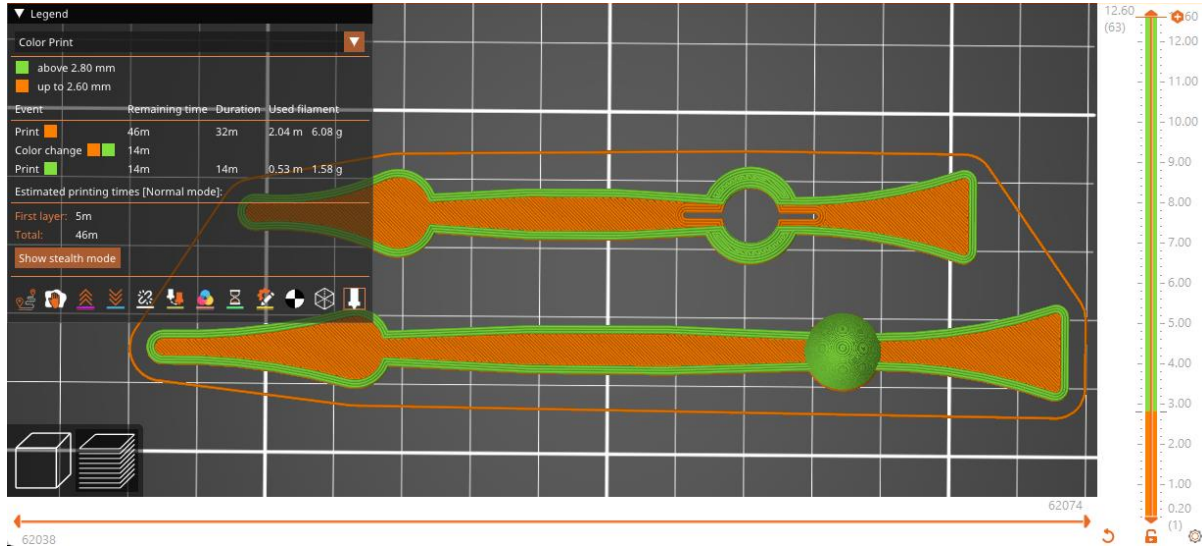 Legend
Color Print
above 2.80 mm
up to 2.60 mm
Event Remaining time Duration Used filament
Print 46m 32m 2.04 m 6.08 g
Color change 14m
Print 14m 14m 0.53 m 1.58 g
Estimated printing times [Normal mode]:
First layer: 5m
Total: 46m
Show stealth mode
62074
62038
12.60
(63)
12.00
11.00
10.00
9.00
8.00
7.00
6.00
5.00
4.00
3.00
2.00
1.00
0.20
(1)